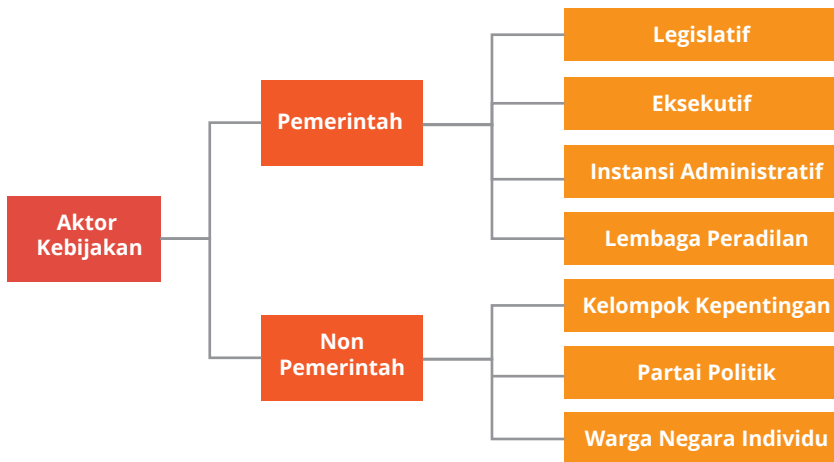 Aktor
Kebijakan
Pemerintah
Legislatif
Eksekutif
Instansi Administratif
Lembaga Peradilan
Non
Pemerintah
Kelompok Kepentingan
Partai Politik
Warga Negara Individu